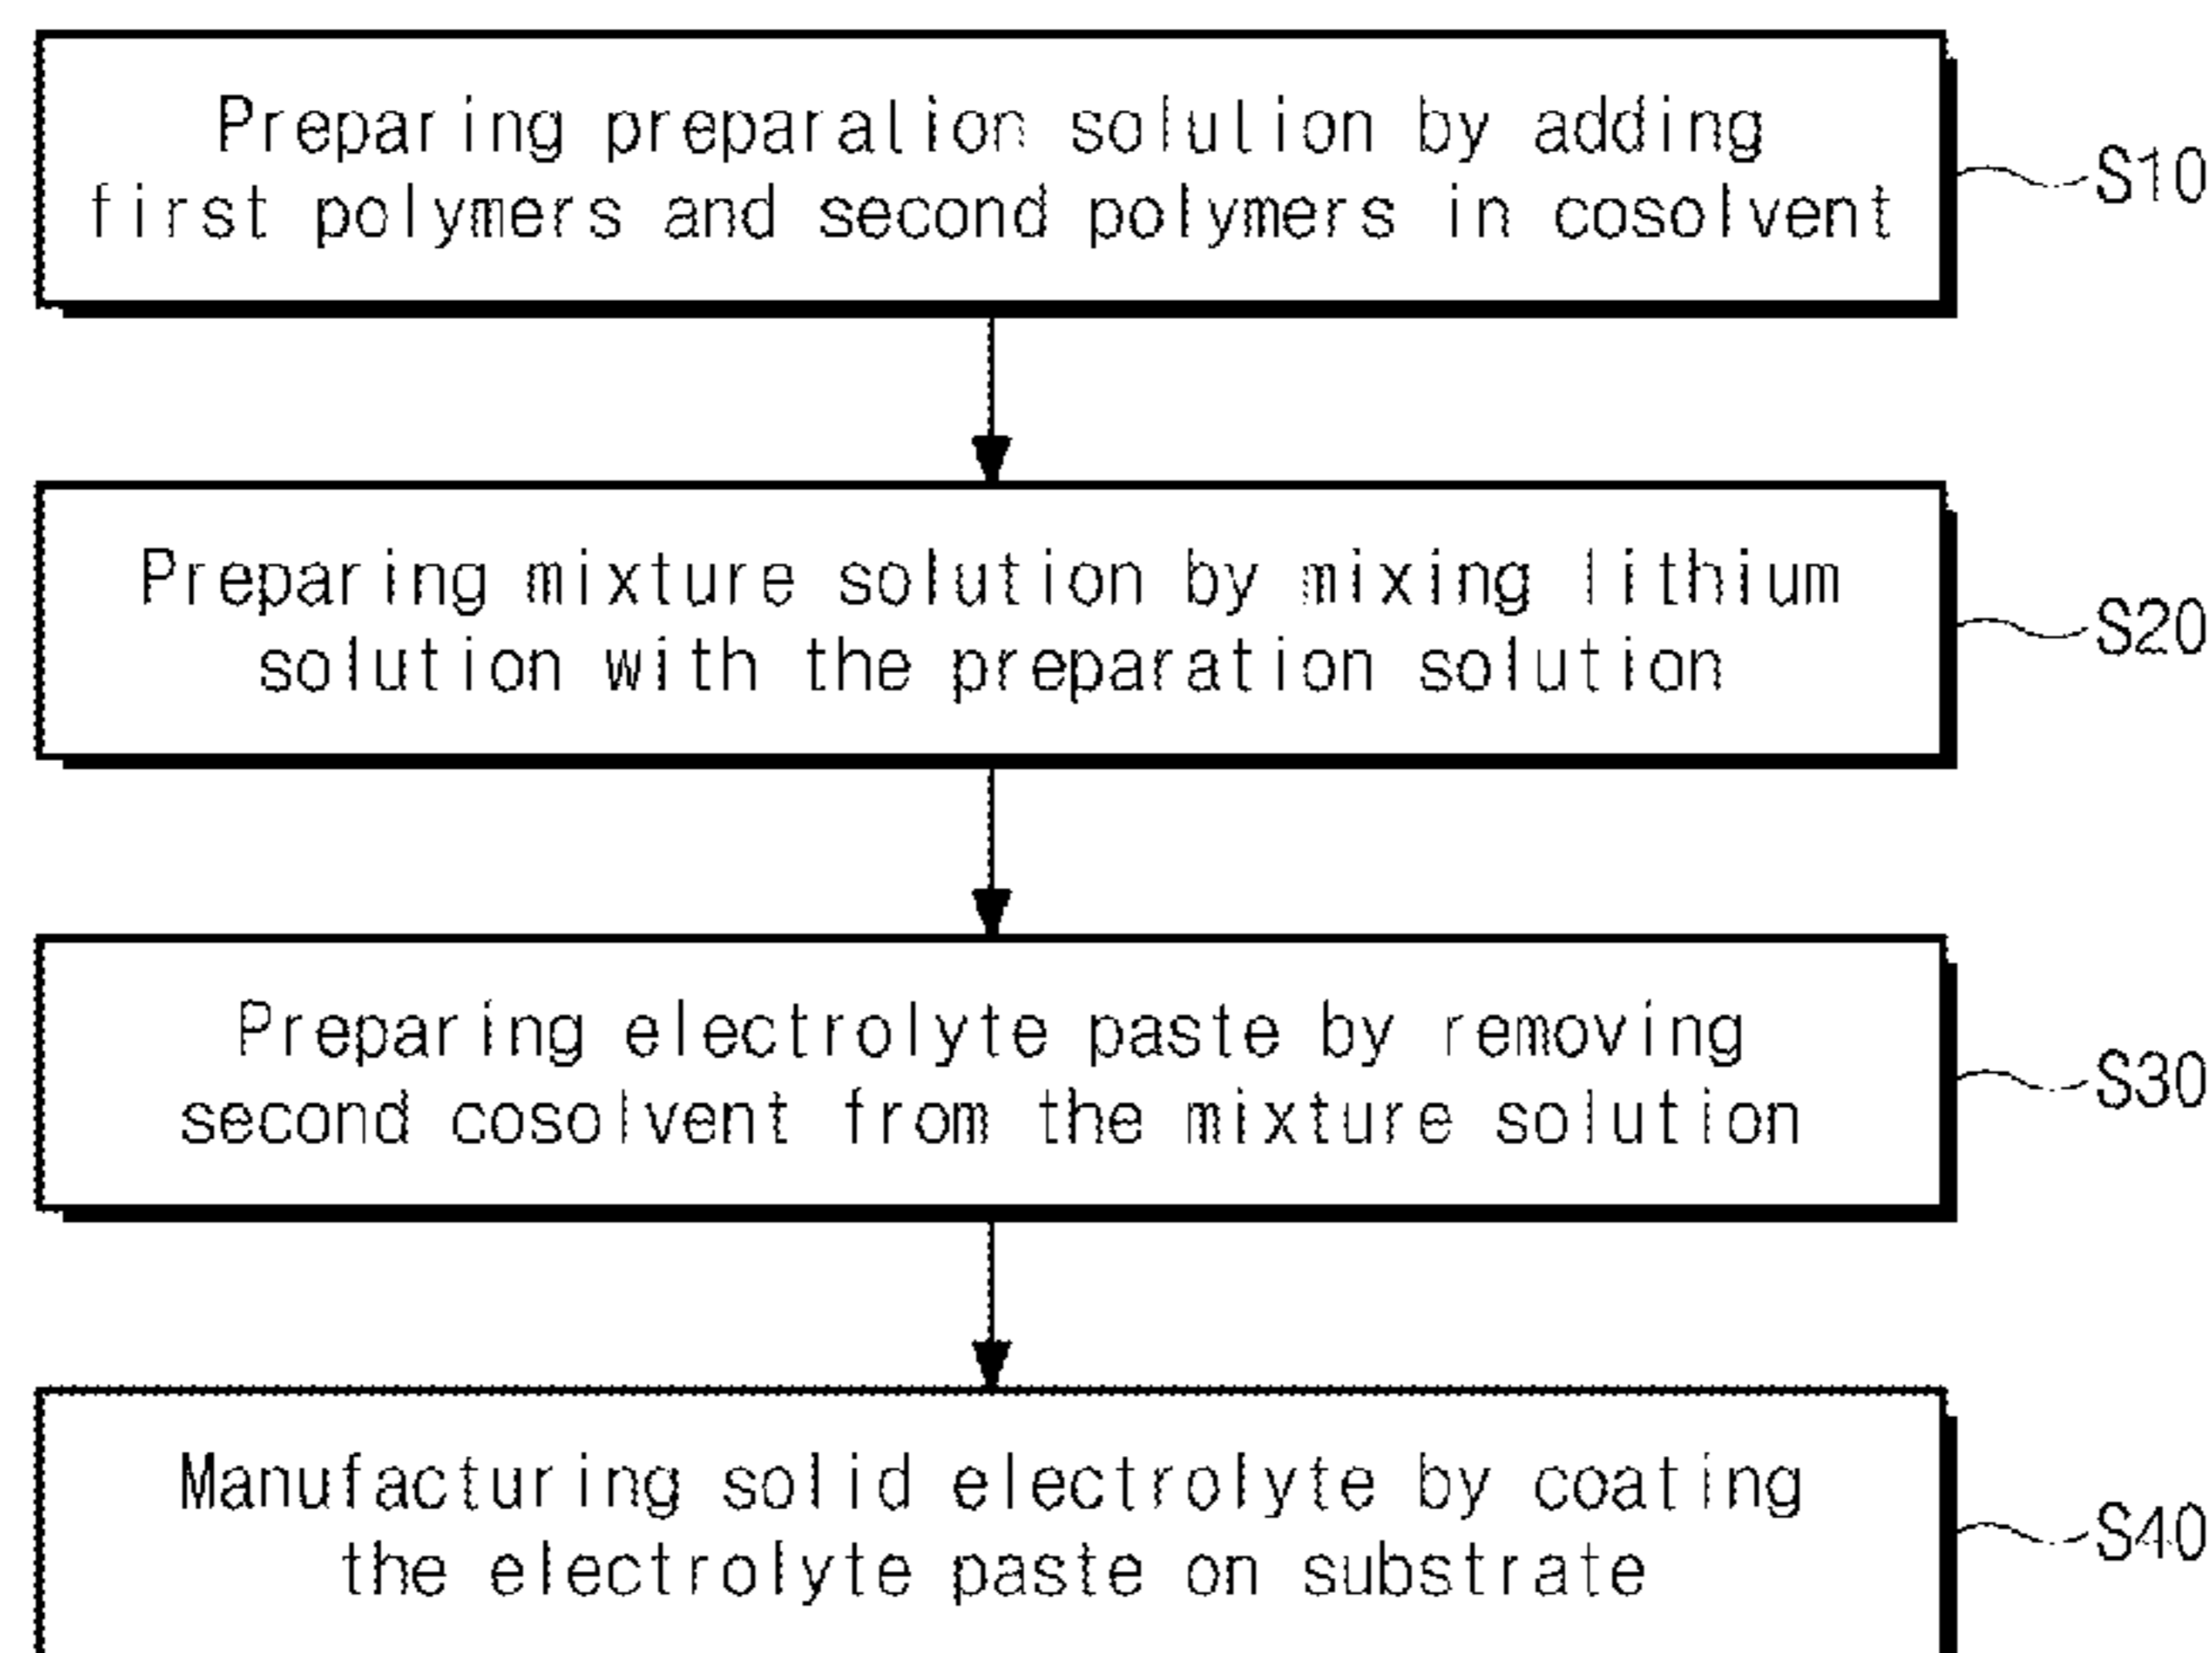 Preparing preparation solution by adding
first polymers and second polymers in cosolvent
S10
Preparing mixture solution by mixing lithium
solution with the preparation solution
S20
Preparing electrolyte paste by removing
second cosolvent from the mixture solution
S30
Manufacturing solid electrolyte by coating
the electrolyte paste on substrate
S40